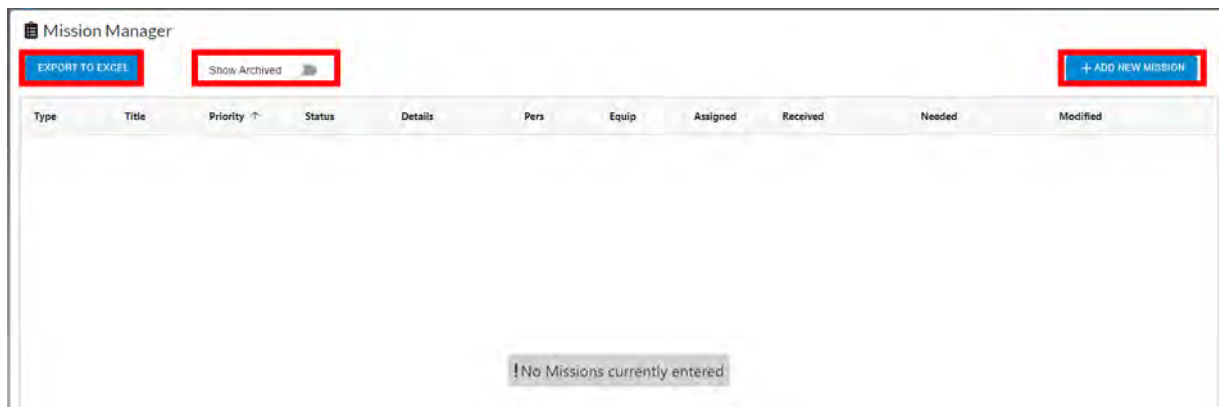 Mission Manager
EXPORT TO EXCEL Show Archived + ADD NEW MISSION
Type Title Priority ↑ Status Details Pers Equip Assigned Received Needed Modified
! No Missions currently entered